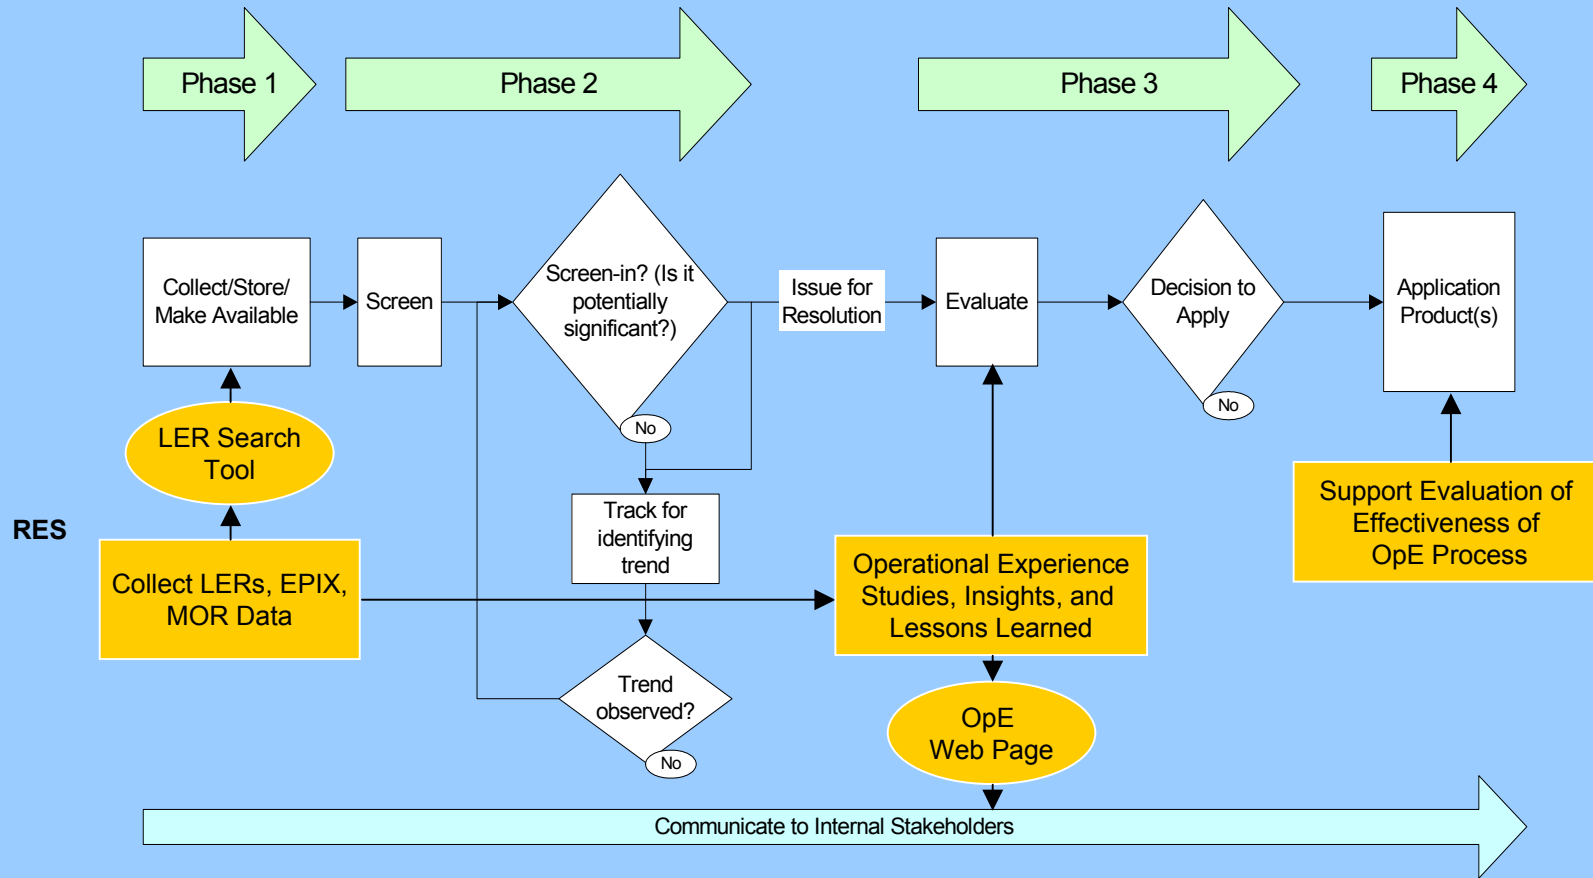 Phase 1
Phase 2
Phase 3
Phase 4
Collect/Store/
Make Available
Screen
Screen-in? (Is it
potentially
significant?)
No
Issue for
Resolution
Evaluate
Decision to
Apply
No
Application
Product(s)
LER Search
Tool
Track for
identifying
trend
RES
Collect LERs, EPIX,
MOR Data
Operational Experience
Studies, Insights, and
Lessons Learned
Support Evaluation of
Effectiveness of
OpE Process
Trend
observed?
No
OpE
Web Page
Communicate to Internal Stakeholders